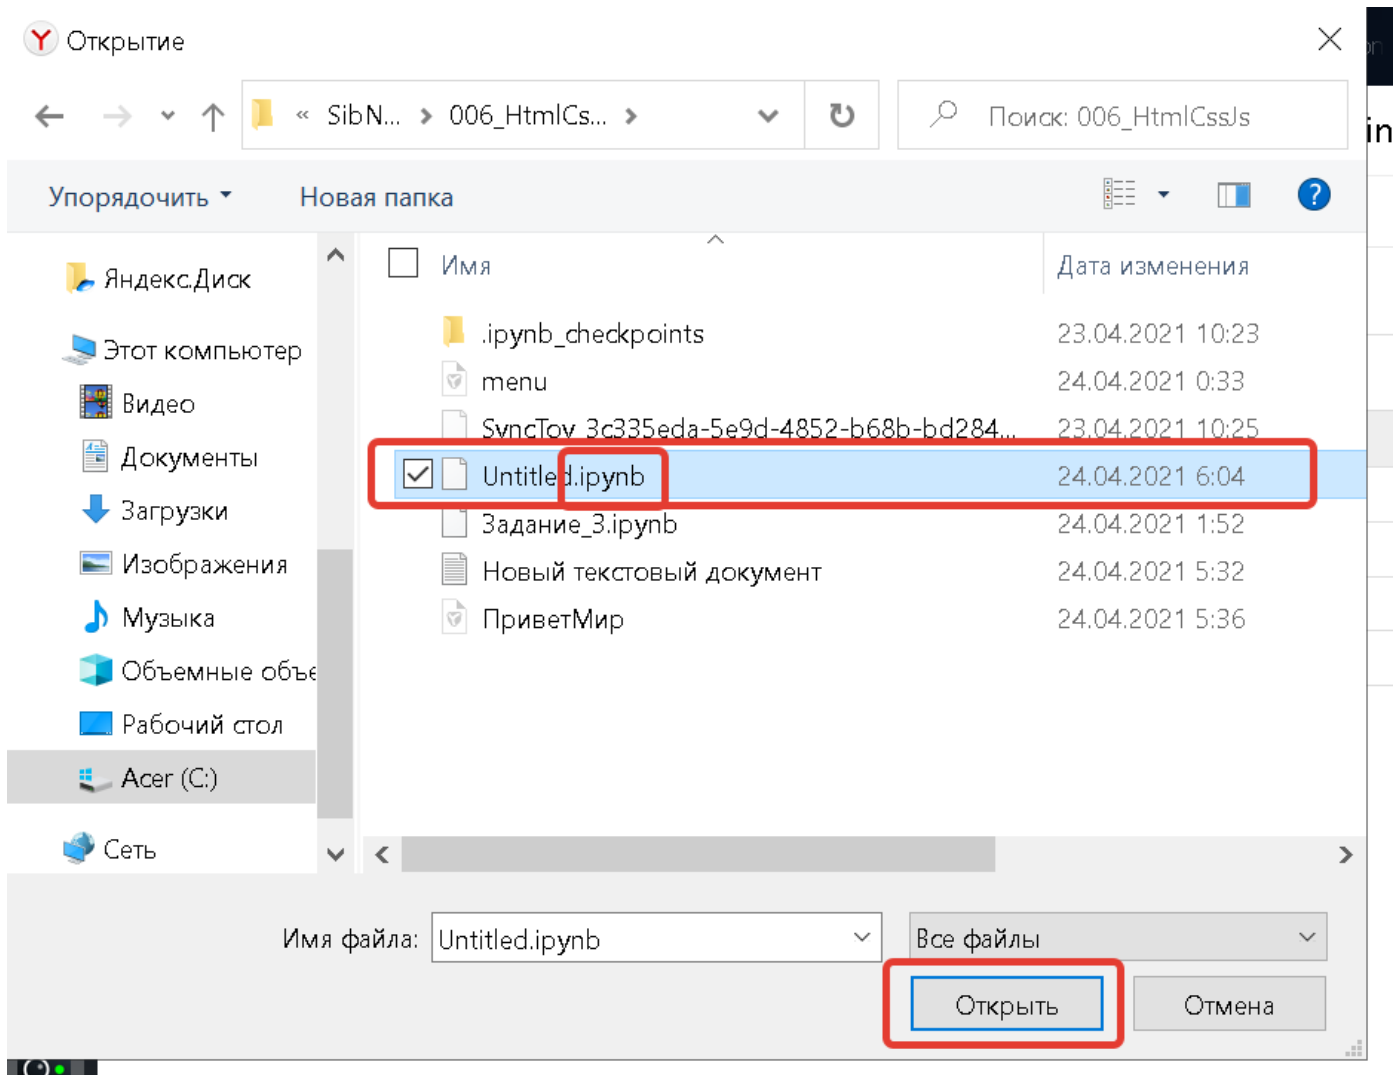 Открытие
« SibN... > 006_HtmlCs... >
Поиск: 006_HtmlCssJs
Упорядочить
Новая папка
?
Имя
Дата изменения
Яндекс.Диск
Этот компьютер
Видео
Документы
Загрузки
Изображения
Музыка
Объемные объе
Рабочий стол
Acer (C:)
Сеть
.ipynb_checkpoints 23.04.2021 10:23
menu 24.04.2021 0:33
SyncToy_3c335eda-5e9d-4852-b68b-bd284... 23.04.2021 10:25
Untitled.ipynb 24.04.2021 6:04
Задание_3.ipynb 24.04.2021 1:52
Новый текстовый документ 24.04.2021 5:32
ПриветМир 24.04.2021 5:36
Имя файла: Untitled.ipynb
Все файлы
Открыть
Отмена
in